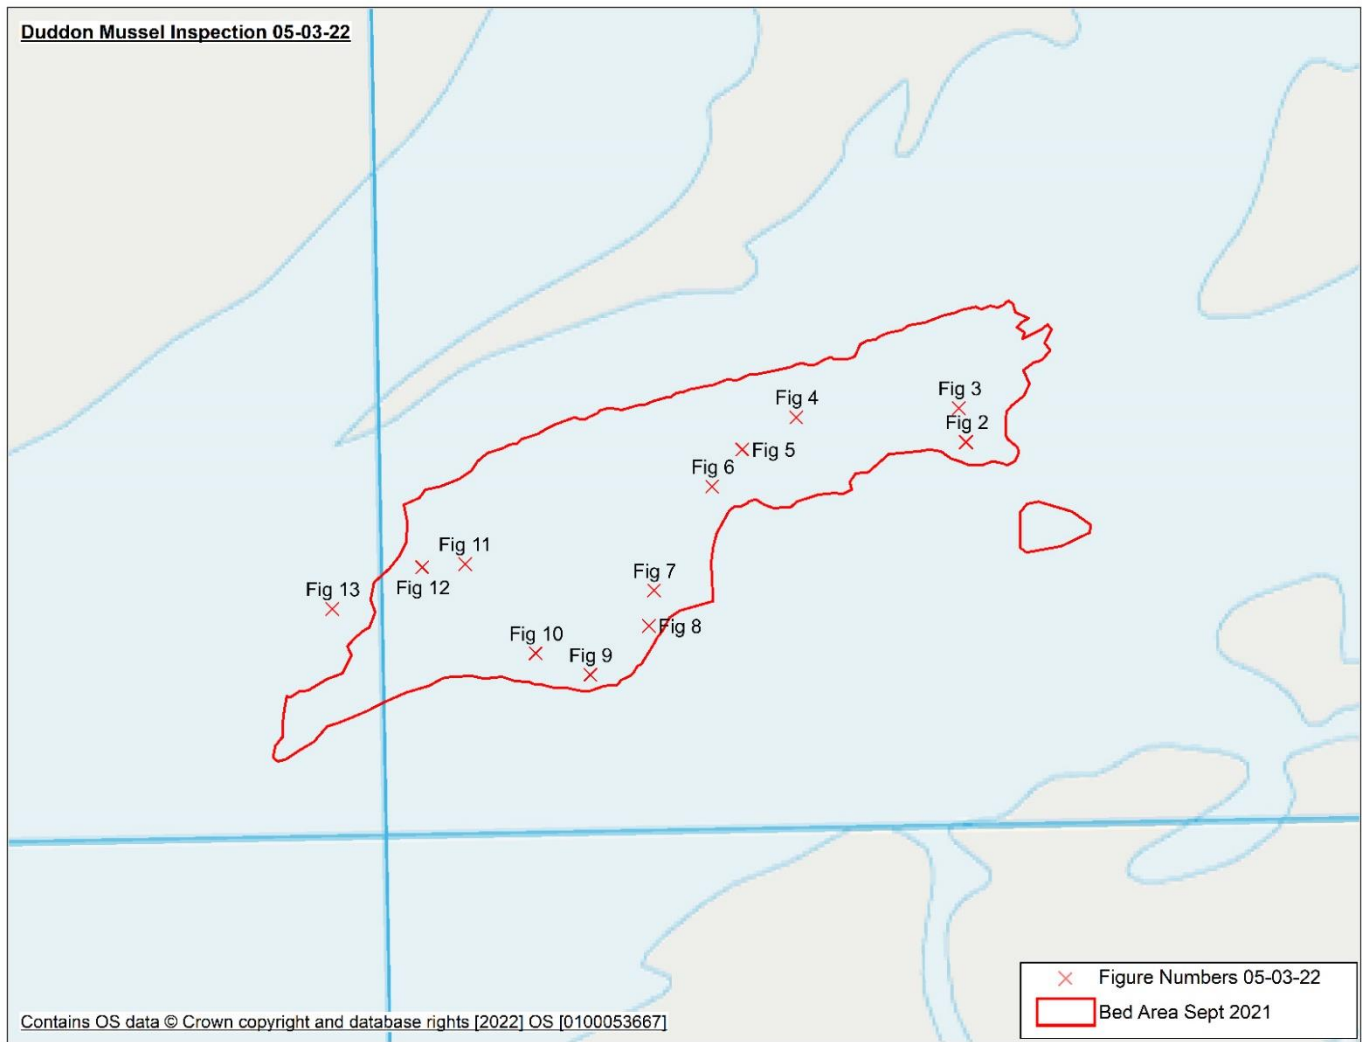 Duddon Mussel Inspection 05-03-22
Fig 3
Fig 4
Fig 2
Fig 5
Fig 6
Fig 11
Fig 7
Fig 12
Fig 13
Fig 8
Fig 10
Fig 9
Figure Numbers 05-03-22
Bed Area Sept 2021
Contains OS data © Crown copyright and database rights [2022] OS [0100053667]